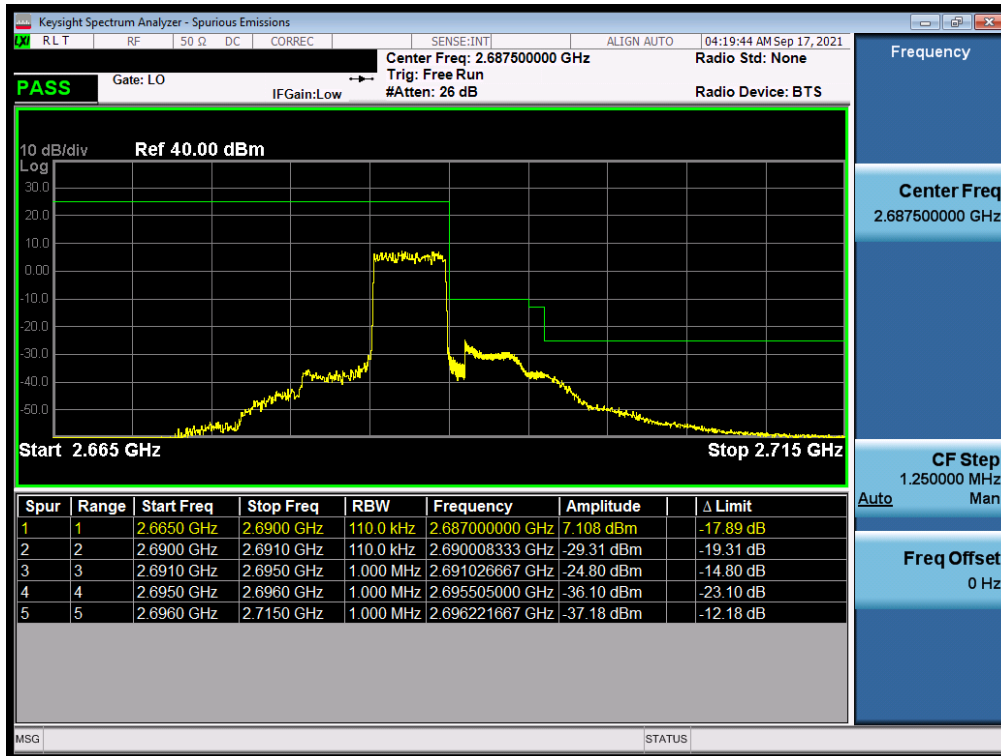 Keysight Spectrum Analyzer - Spurious Emissions
LXI RLT RF 50 Ω DC CORREC SENSE:INT ALIGN AUTO 04:19:44 AM Sep 17, 2021
Center Freq: 2.687500000 GHz Radio Std: None
Gate: LO Trig: Free Run
PASS IFGain:Low #Atten: 26 dB Radio Device: BTS
10 dB/div Ref 40.00 dBm
Log
30.0
20.0
10.0
0.00
-10.0
-20.0
-30.0
-40.0
-50.0
Start 2.665 GHz Stop 2.715 GHz
Spur Range Start Freq Stop Freq RBW Frequency Amplitude Δ Limit
1 1 2.6650 GHz 2.6900 GHz 110.0 kHz 2.687000000 GHz 7.108 dBm -17.89 dB
2 2 2.6900 GHz 2.6910 GHz 110.0 kHz 2.690008333 GHz -29.31 dBm -19.31 dB
3 3 2.6910 GHz 2.6950 GHz 1.000 MHz 2.691026667 GHz -24.80 dBm -14.80 dB
4 4 2.6950 GHz 2.6960 GHz 1.000 MHz 2.695505000 GHz -36.10 dBm -23.10 dB
5 5 2.6960 GHz 2.7150 GHz 1.000 MHz 2.696221667 GHz -37.18 dBm -12.18 dB
MSG STATUS
Frequency
Center Freq
2.687500000 GHz
CF Step
1.250000 MHz
Auto Man
Freq Offset
0 Hz